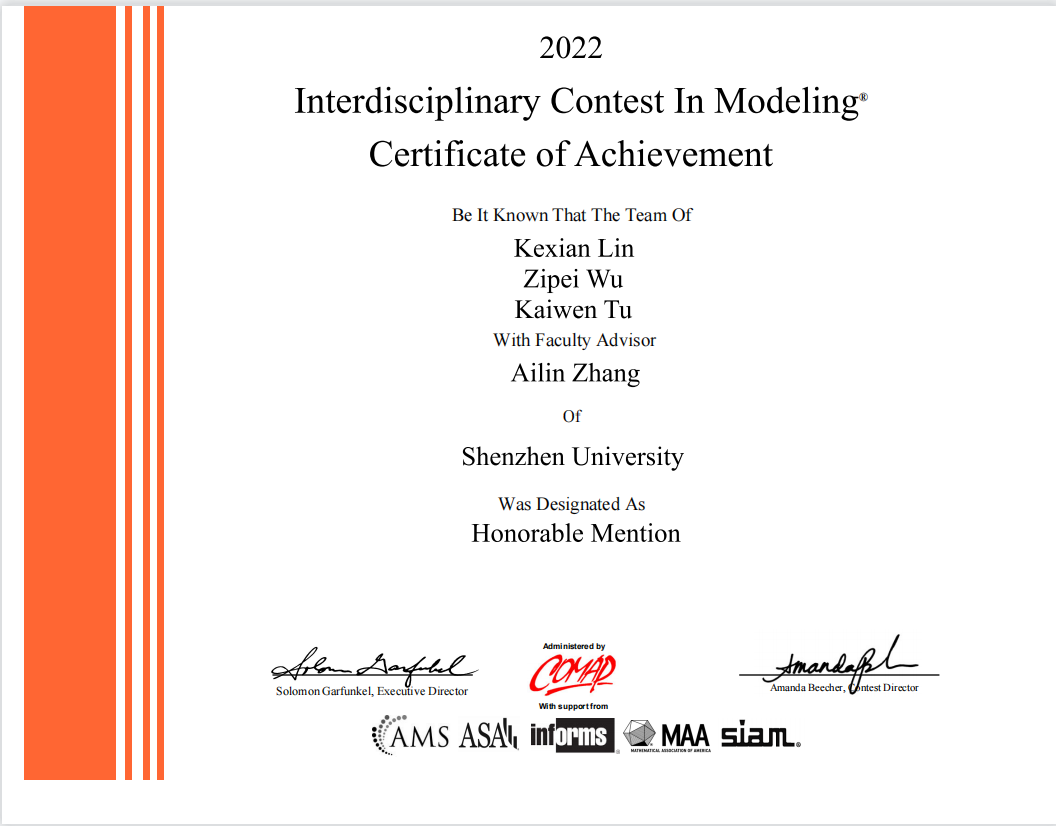 2022
Interdisciplinary Contest In Modeling®
Certificate of Achievement
Be It Known That The Team Of
Kexian Lin
Zipei Wu
Kaiwen Tu
With Faculty Advisor
Ailin Zhang
Of
Shenzhen University
Was Designated As
Honorable Mention
Solomon Garfunkel
Solomon Garfunkel, Executive Director
Administered by
COMAP
With support from
Amanda Beecher, Contest Director
AMS ASA informs® MAA siam®
MATHEMATICAL ASSOCIATION OF AMERICA